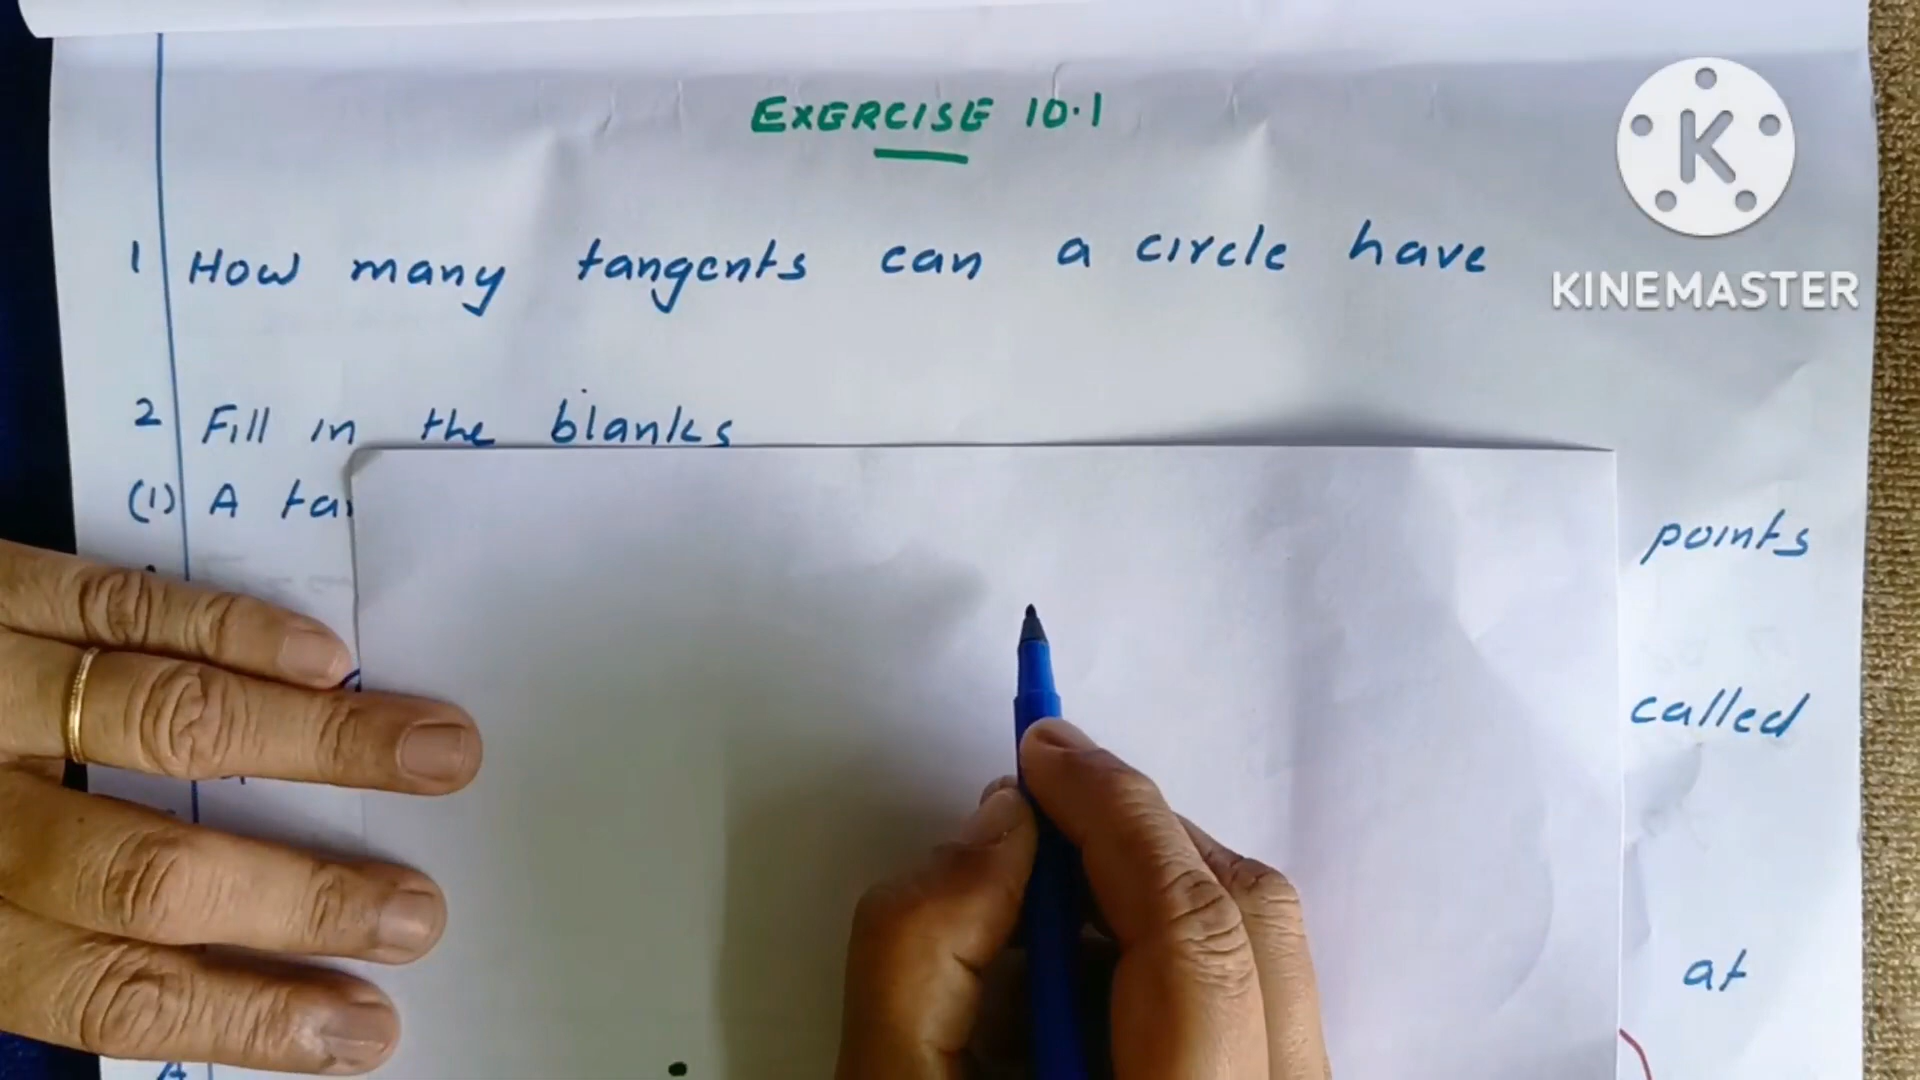 EXERCISE 10.1
1 How many tangents can a circle have
K
KINEMASTER
2 Fill in the blanks
(1) A points
called
at